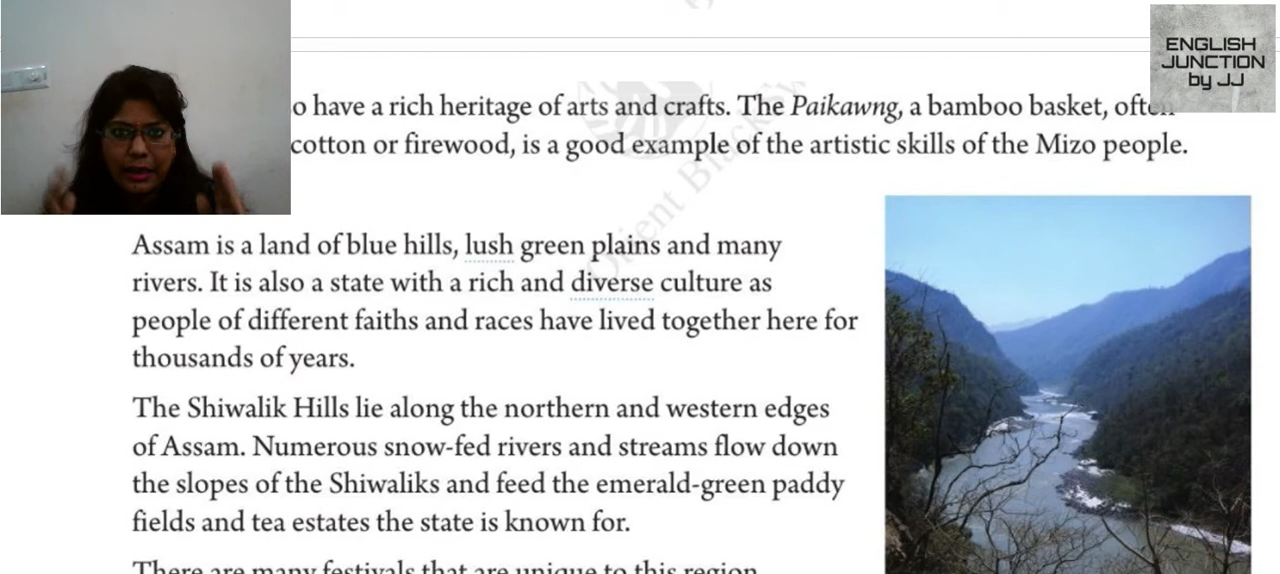 ENGLISH
JUNCTION
by JJ
o have a rich heritage of arts and crafts. The Paikawng, a bamboo basket, often
cotton or firewood, is a good example of the artistic skills of the Mizo people.
Assam is a land of blue hills, lush green plains and many
rivers. It is also a state with a rich and diverse culture as
people of different faiths and races have lived together here for
thousands of years.
The Shiwalik Hills lie along the northern and western edges
of Assam. Numerous snow-fed rivers and streams flow down
the slopes of the Shiwaliks and feed the emerald-green paddy
fields and tea estates the state is known for.
There are many festivals that are unique to this region